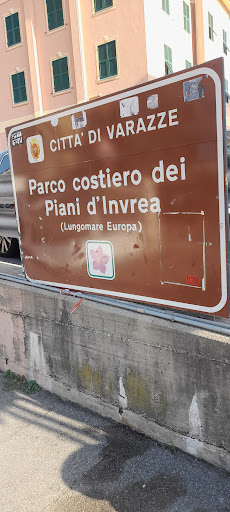 CITTA' DI VARAZZE
Parco costiero dei
Piani d'Invrea
(Lungomare Europa)